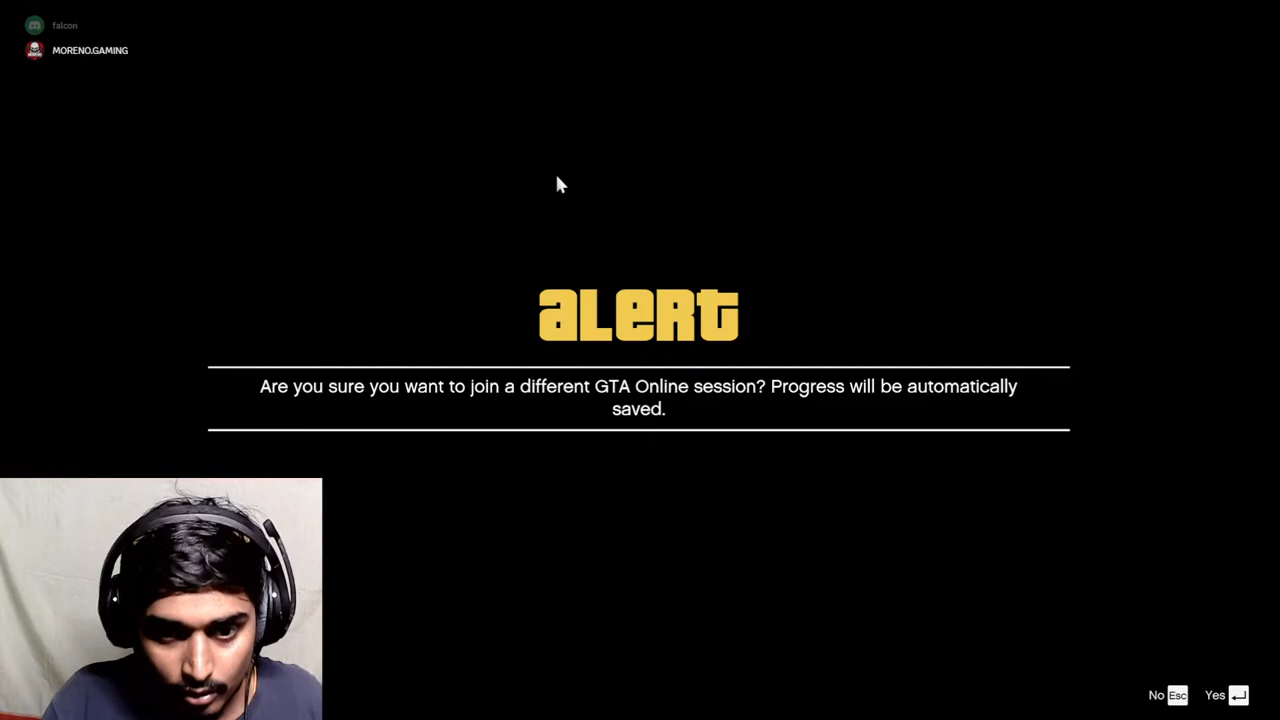 falcon
MORENO.GAMING
aLeRt
Are you sure you want to join a different GTA Online session? Progress will be automatically
saved.
No Esc Yes